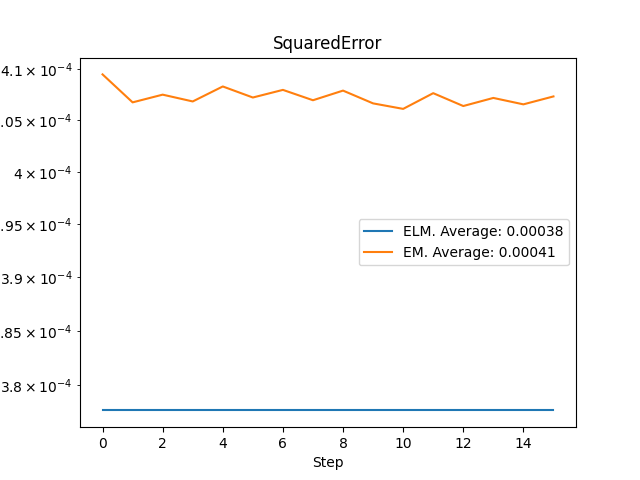 SquaredError
4.1 × 10⁻⁴
.05 × 10⁻⁴
4 × 10⁻⁴
.95 × 10⁻⁴
3.9 × 10⁻⁴
.85 × 10⁻⁴
3.8 × 10⁻⁴
ELM. Average: 0.00038
EM. Average: 0.00041
0 2 4 6 8 10 12 14
Step